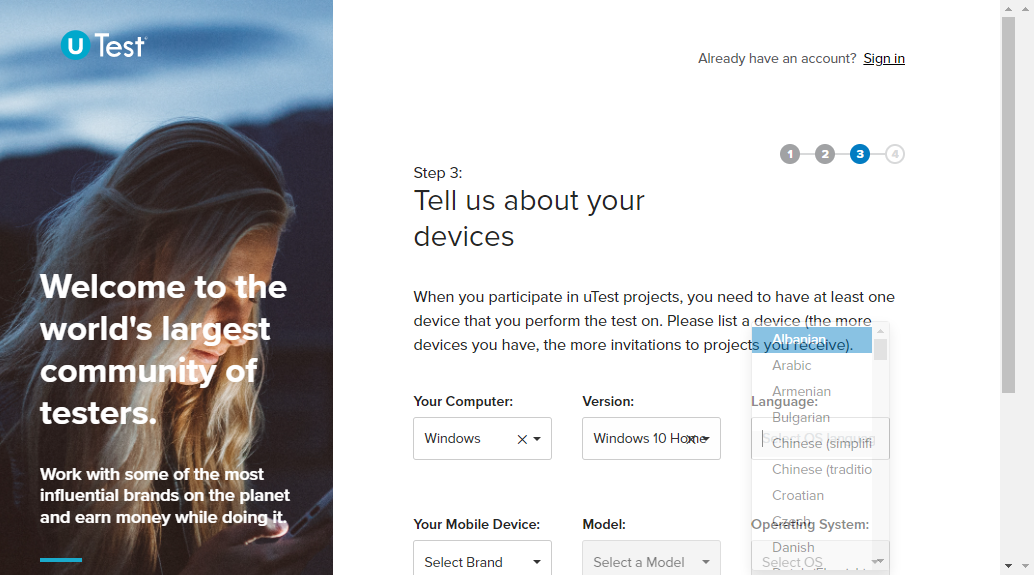 U Test
Already have an account? Sign in
1 2 3 4
Step 3:
Tell us about your
devices
Welcome to the
world's largest
community of
testers.
Work with some of the most
influential brands on the planet
and earn money while doing it.
When you participate in uTest projects, you need to have at least one
device that you perform the test on. Please list a device (the more
devices you have, the more invitations to projects you receive).
Your Computer: Version: Language:
Windows Windows 10 Home
Albanian
Arabic
Armenian
Bulgarian
Chinese (simplifi
Chinese (traditio
Croatian
Czech
Danish
Your Mobile Device: Model: Operating System:
Select Brand Select a Model Select OS